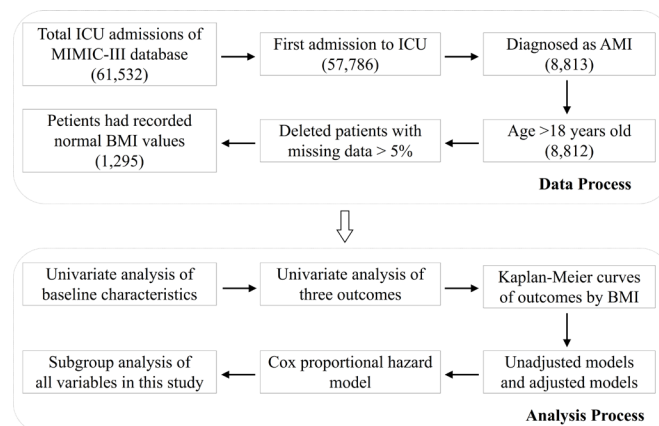 Total ICU admissions of
MIMIC-III database
(61,532)
First admission to ICU
(57,786)
Diagnosed as AMI
(8,813)
Age >18 years old
(8,812)
Deleted patients with
missing data > 5%
Petients had recorded
normal BMI values
(1,295)
Data Process
Univariate analysis of
baseline characteristics
Univariate analysis of
three outcomes
Kaplan-Meier curves
of outcomes by BMI
Unadjusted models
and adjusted models
Cox proportional hazard
model
Subgroup analysis of
all variables in this study
Analysis Process